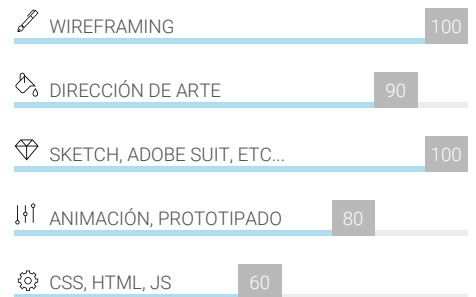 WIREFRAMING 100
DIRECCIÓN DE ARTE 90
SKETCH, ADOBE SUIT, ETC... 100
ANIMACIÓN, PROTOTIPADO 80
CSS, HTML, JS 60